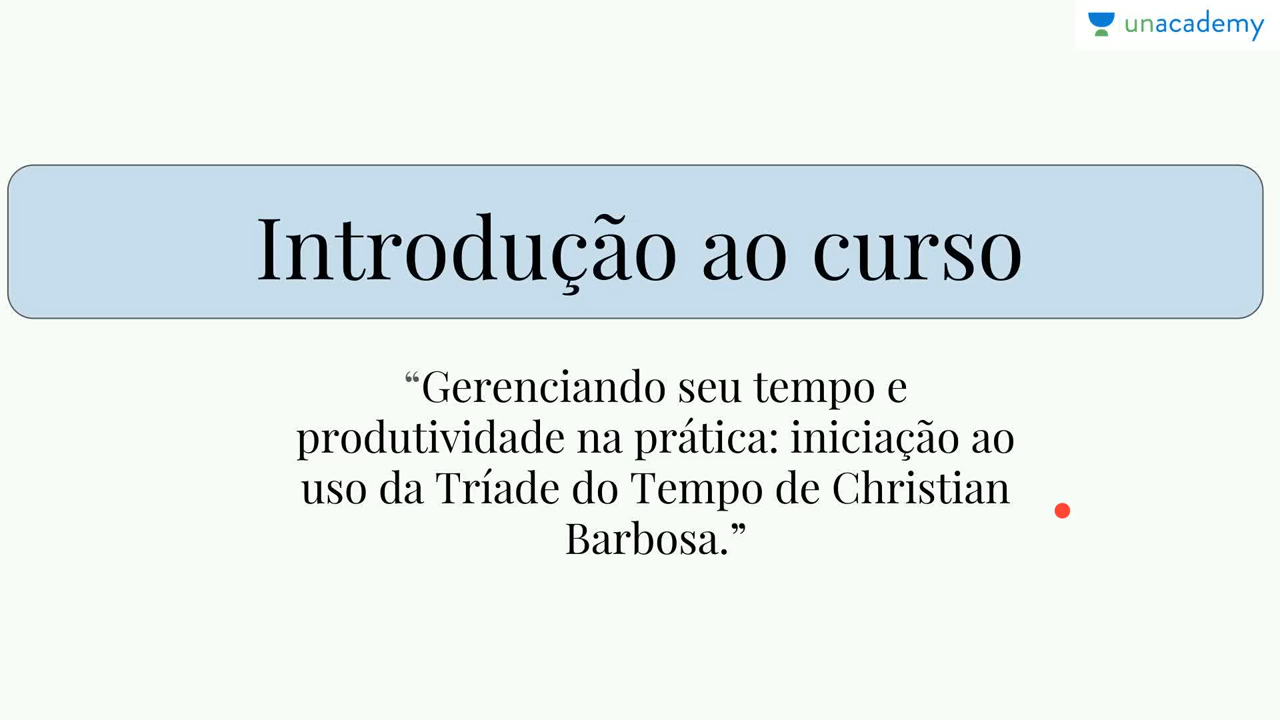 unacademy
Introdução ao curso
“Gerenciando seu tempo e
produtividade na prática: iniciação ao
uso da Tríade do Tempo de Christian
Barbosa.”